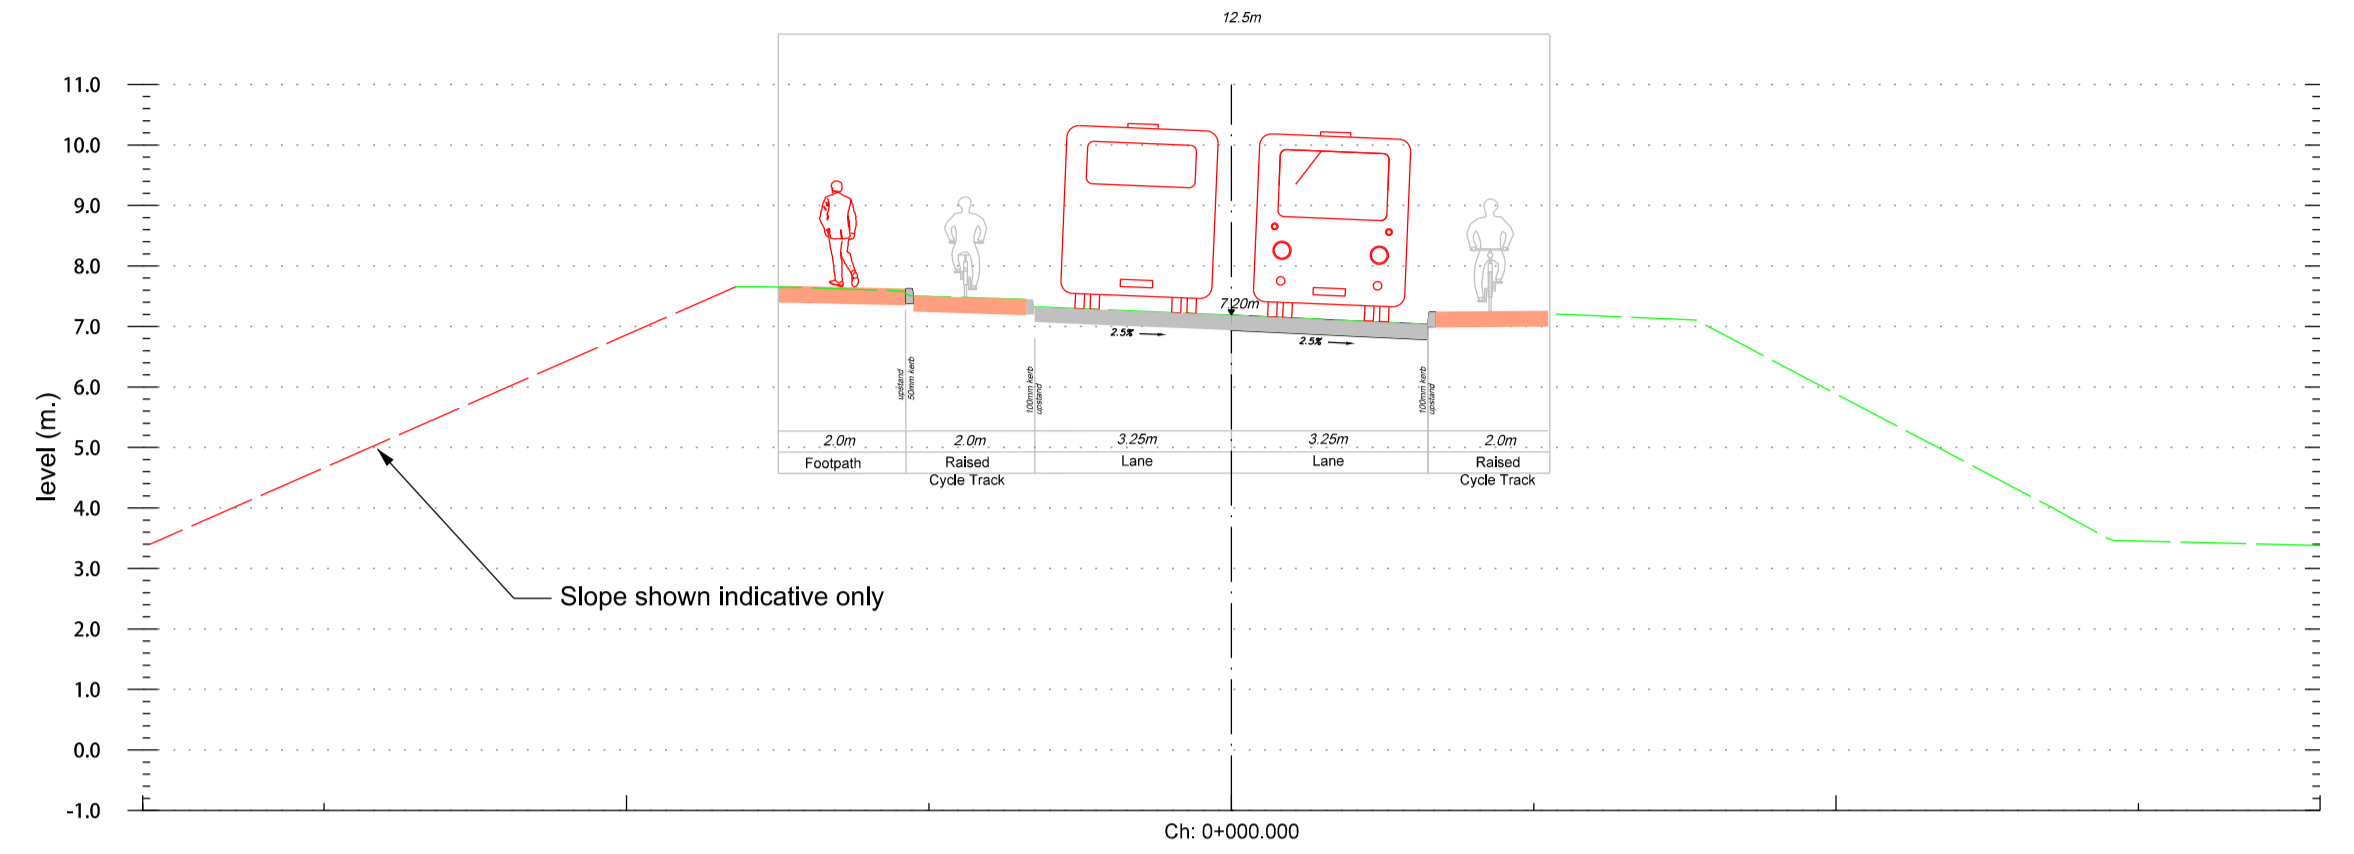 12.5m
11.0
10.0
9.0
8.0
7.0
6.0
5.0
4.0
3.0
2.0
1.0
0.0
-1.0
level (m.)
7.20m
2.5%
2.5%
upstand
50mm kerb
100mm kerb
upstand
100mm kerb
upstand
2.0m
2.0m
3.25m
3.25m
2.0m
Footpath
Raised
Cycle Track
Lane
Lane
Raised
Cycle Track
Slope shown indicative only
Ch: 0+000.000